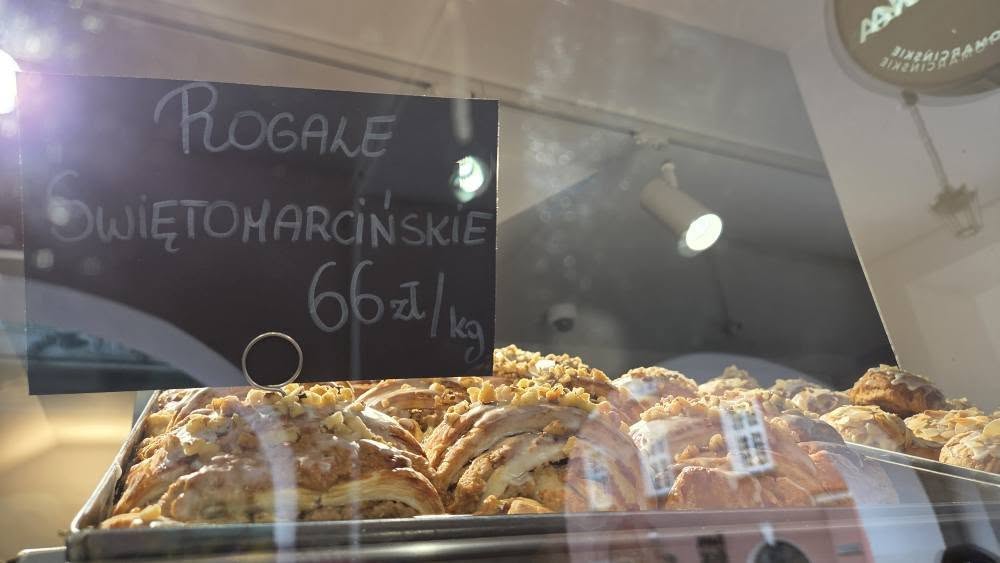 ROGALE
ŚWIĘTOMARCIŃSKIE
66 zł/kg